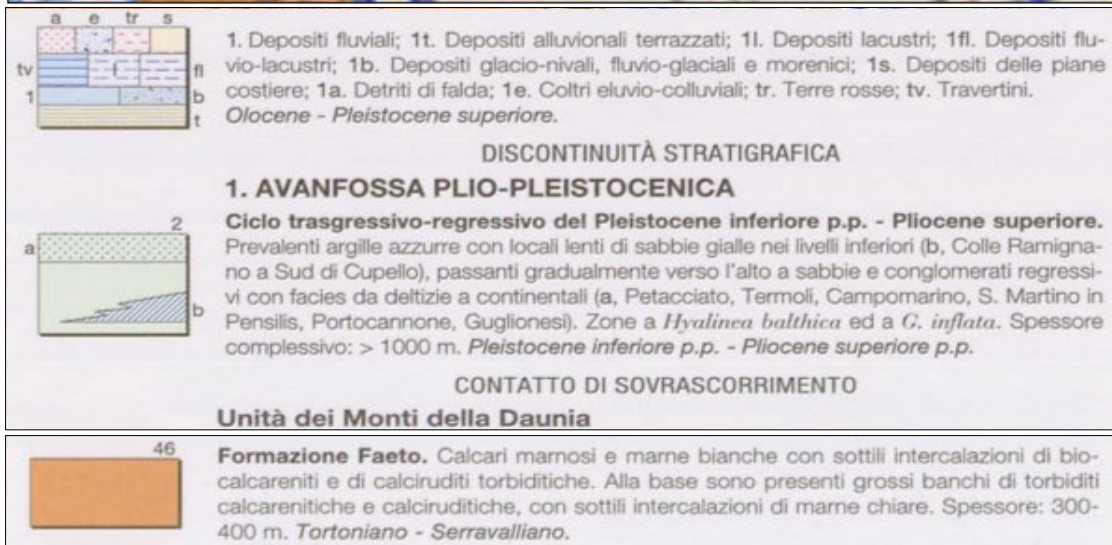 a e tr s
tv
l
fl
1
b
t
1. Depositi fluviali; 1t. Depositi alluvionali terrazzati; 1l. Depositi lacustri; 1fl. Depositi flu-
vio-lacustri; 1b. Depositi glacio-nivali, fluvio-glaciali e morenici; 1s. Depositi delle piane
costiere; 1a. Detriti di falda; 1e. Coltri eluvio-colluviali; tr. Terre rosse; tv. Travertini.
Olocene - Pleistocene superiore.
DISCONTINUITÀ STRATIGRAFICA
1. AVANFOSSA PLIO-PLEISTOCENICA
2
a
b
Ciclo trasgressivo-regressivo del Pleistocene inferiore p.p. - Pliocene superiore.
Prevalenti argille azzurre con locali lenti di sabbie gialle nei livelli inferiori (b, Colle Ramigna-
no a Sud di Cupello), passanti gradualmente verso l'alto a sabbie e conglomerati regressi-
vi con facies da deltizie a continentali (a, Petacciato, Termoli, Campomarino, S. Martino in
Pensilis, Portocannone, Guglionesi). Zone a Hyalinea balthica ed a G. inflata. Spessore
complessivo: > 1000 m. Pleistocene inferiore p.p. - Pliocene superiore p.p.
CONTATTO DI SOVRASCORRIMENTO
Unità dei Monti della Daunia
46
Formazione Faeto. Calcari marnosi e marne bianche con sottili intercalazioni di bio-
calcareniti e di calciruditi torbiditiche. Alla base sono presenti grossi banchi di torbiditi
calcarenitiche e calciruditiche, con sottili intercalazioni di marne chiare. Spessore: 300-
400 m. Tortoniano - Serravalliano.